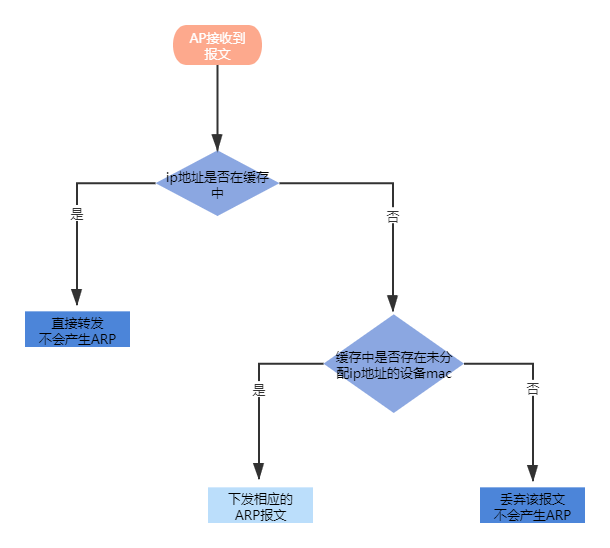 AP接收到
报文
ip地址是否在缓存
中
是
否
直接转发
不会产生ARP
缓存中是否存在未分
配ip地址的设备mac
是
否
下发相应的
ARP报文
丢弃该报文
不会产生ARP